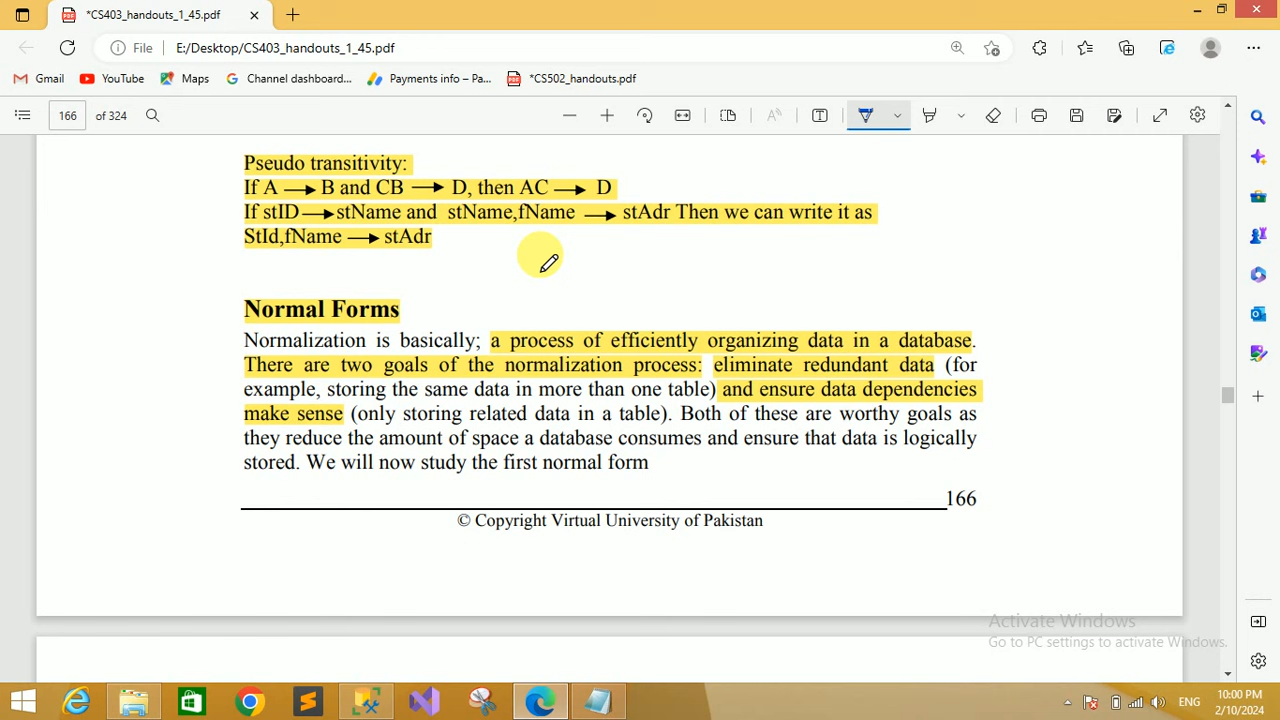 *CS403_handouts_1_45.pdf
File E:/Desktop/CS403_handouts_1_45.pdf
Gmail YouTube Maps Channel dashboard... Payments info – Pa... *CS502_handouts.pdf
166 of 324
Pseudo transitivity:
If A → B and CB → D, then AC → D
If stID → stName and stName,fName → stAdr Then we can write it as
StId,fName → stAdr
Normal Forms
Normalization is basically; a process of efficiently organizing data in a database.
There are two goals of the normalization process: eliminate redundant data (for
example, storing the same data in more than one table) and ensure data dependencies
make sense (only storing related data in a table). Both of these are worthy goals as
they reduce the amount of space a database consumes and ensure that data is logically
stored. We will now study the first normal form
166
© Copyright Virtual University of Pakistan
Activate Windows
Go to PC settings to activate Windows.
ENG
10:00 PM
2/10/2024